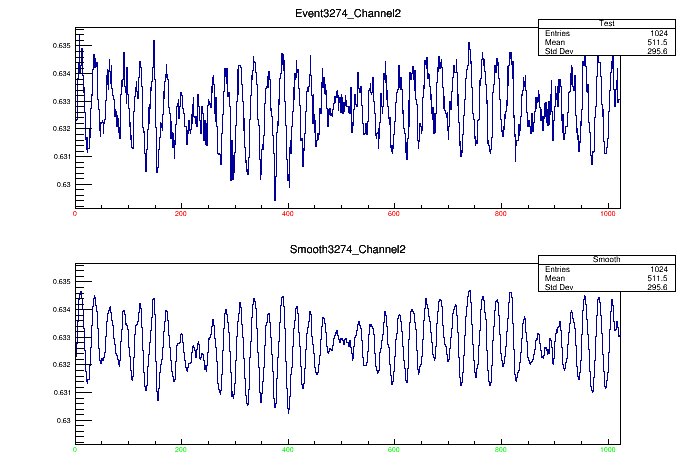 Event3274_Channel2
Test
Entries 1024
Mean 511.5
Std Dev 295.6
0.635
0.634
0.633
0.632
0.631
0.63
0 200 400 600 800 1000
Smooth3274_Channel2
Smooth
Entries 1024
Mean 511.5
Std Dev 295.6
0.635
0.634
0.633
0.632
0.631
0.63
0 200 400 600 800 1000